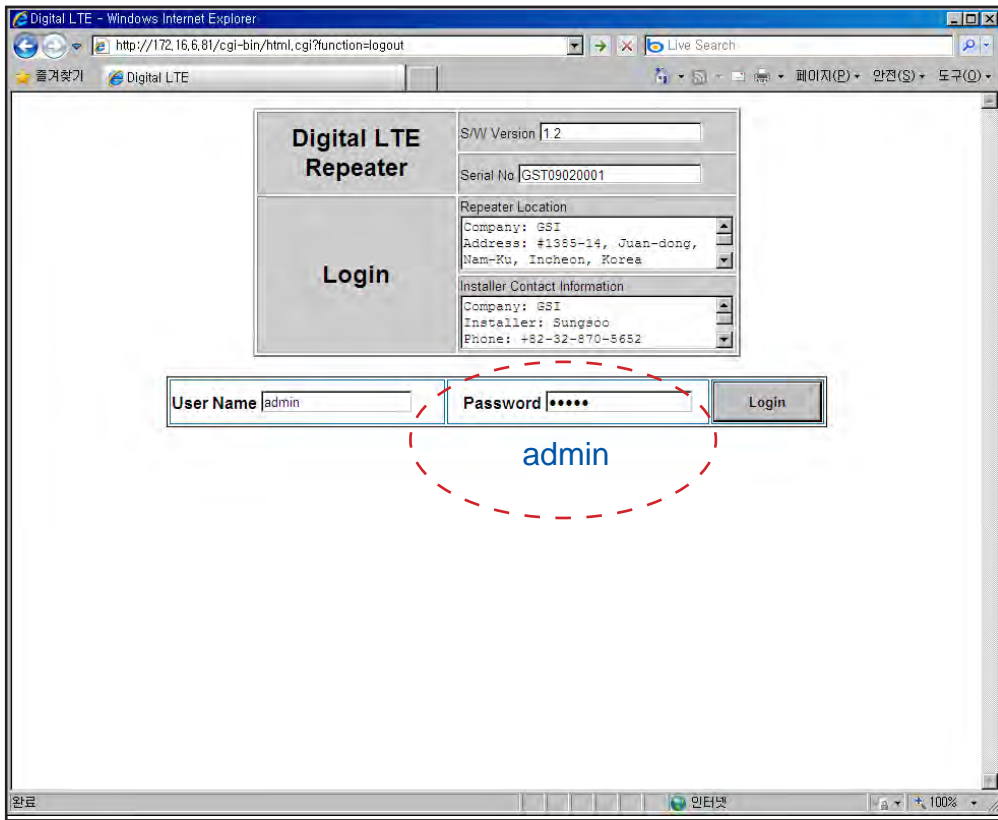 Digital LTE - Windows Internet Explorer
http://172.16.6.81/cgi-bin/html.cgi?function=logout
Live Search
즐겨찾기
Digital LTE
페이지(P)
안전(S)
도구(O)
Digital LTE Repeater
S/W Version 1.2
Serial No GST09020001
Login
Repeater Location
Company: GSI
Address: #1385-14, Juan-dong,
Nam-Ku, Incheon, Korea
Installer Contact Information
Company: GSI
Installer: Sungsoo
Phone: +82-32-870-5652
User Name admin
Password •••••
Login
admin
완료
인터넷
100%